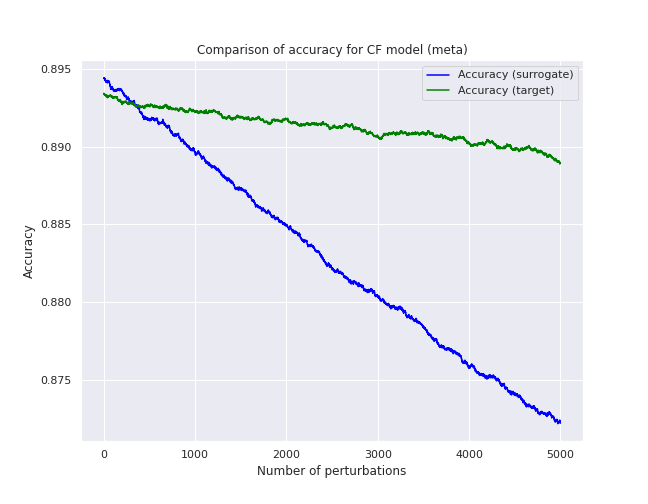 Comparison of accuracy for CF model (meta)
Accuracy (surrogate)
Accuracy (target)
0.895
0.890
0.885
0.880
0.875
Accuracy
0 1000 2000 3000 4000 5000
Number of perturbations